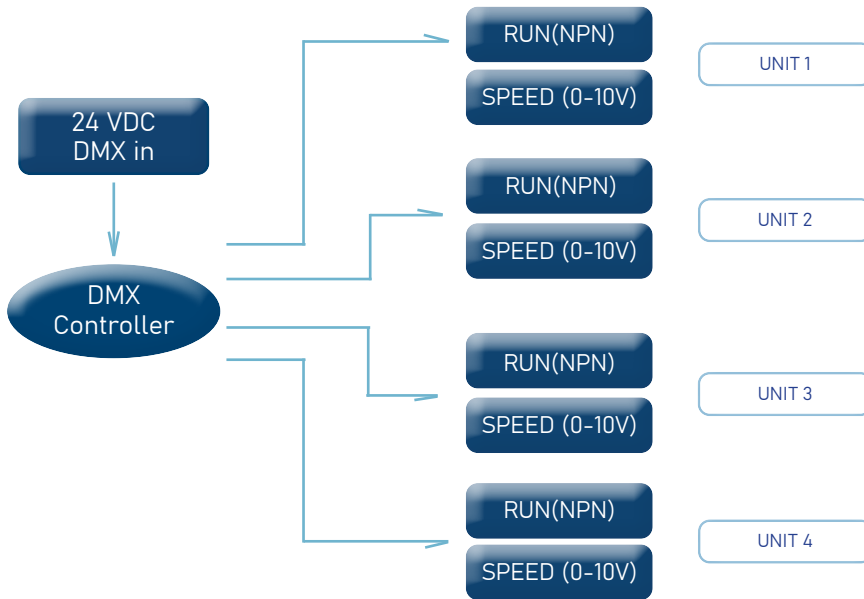 RUN(NPN)
UNIT 1
SPEED (0-10V)
24 VDC
DMX in
RUN(NPN)
UNIT 2
SPEED (0-10V)
DMX
Controller
RUN(NPN)
UNIT 3
SPEED (0-10V)
RUN(NPN)
UNIT 4
SPEED (0-10V)